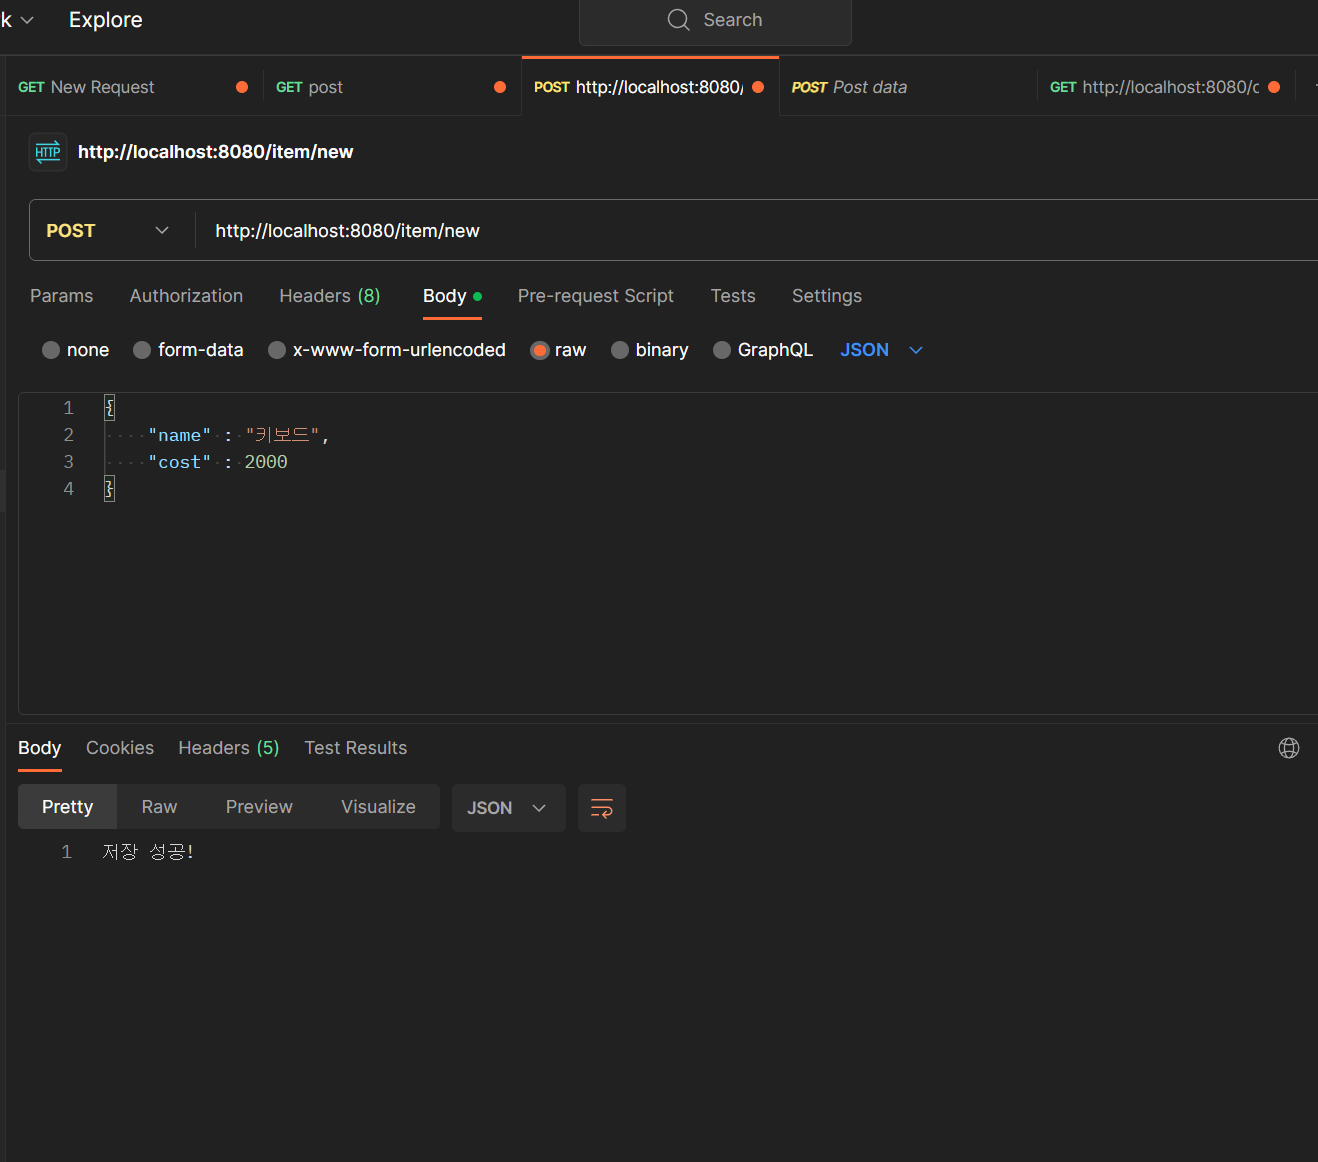 k Explore Search
GET New Request GET post POST http://localhost:8080/ POST Post data GET http://localhost:8080/c
HTTP http://localhost:8080/item/new
POST http://localhost:8080/item/new
Params Authorization Headers (8) Body Pre-request Script Tests Settings
none form-data x-www-form-urlencoded raw binary GraphQL JSON
1 {
2 "name" : "키보드",
3 "cost" : 2000
4 }
Body Cookies Headers (5) Test Results
Pretty Raw Preview Visualize JSON
1 저장 성공!